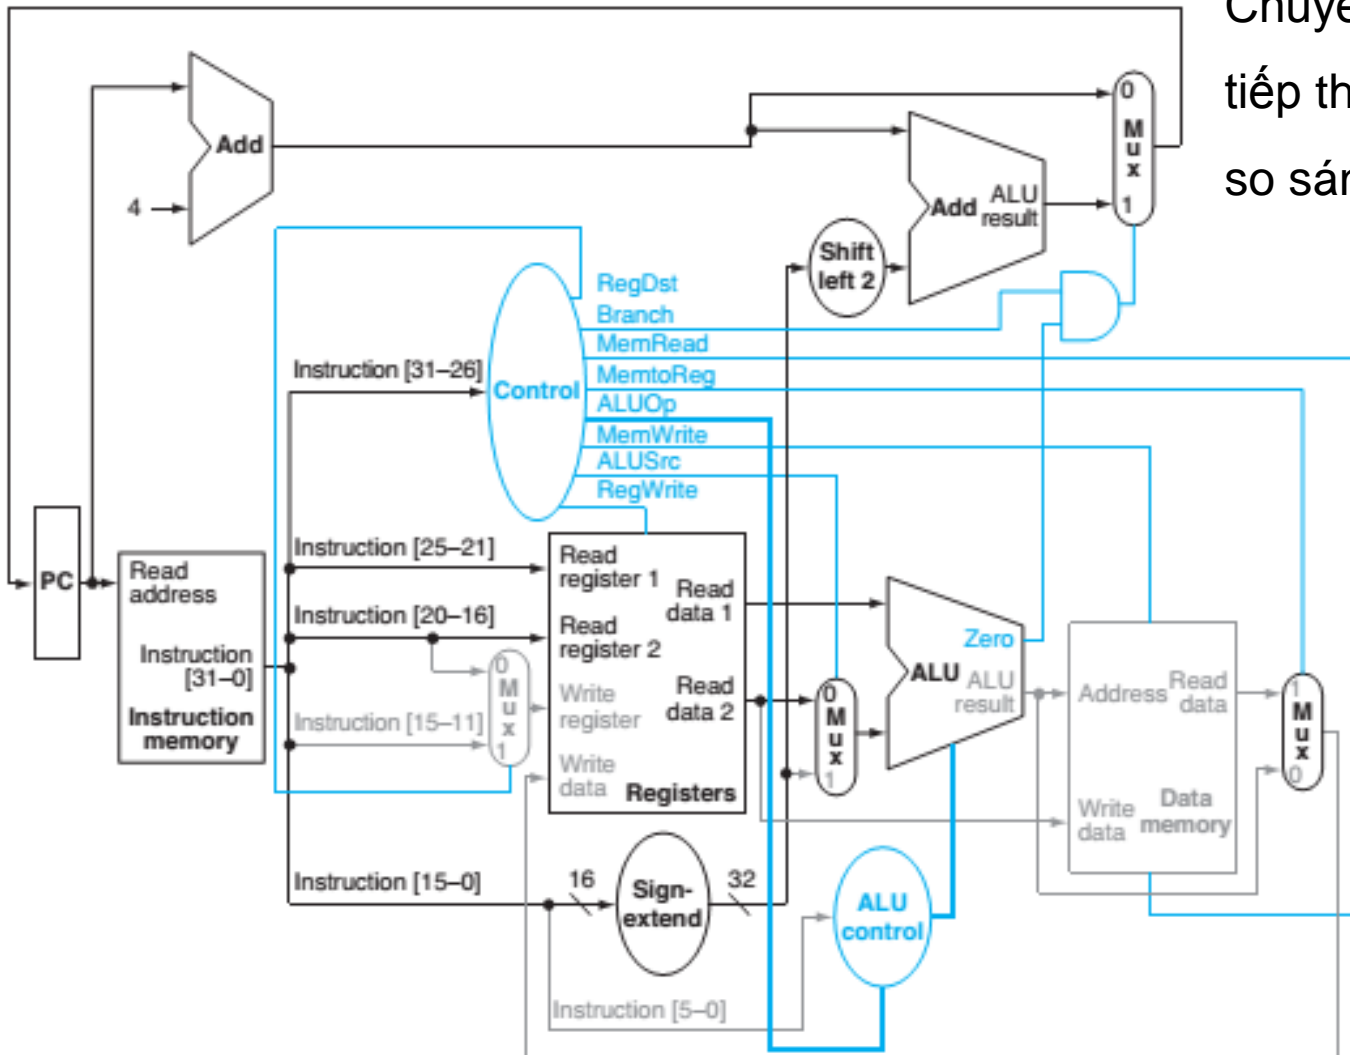 Chuyể
tiếp th
so sán
0
M
u
x
1
Add
4
Add
ALU
result
Shift
left 2
RegDst
Branch
MemRead
MemtoReg
ALUOp
MemWrite
ALUSrc
RegWrite
Control
Instruction [31–26]
Instruction [25–21]
Instruction [20–16]
Instruction [15–11]
Instruction [15–0]
Instruction [5–0]
PC
Read
address
Instruction
[31–0]
Instruction
memory
0
M
u
x
1
Read
register 1
Read
register 2
Write
register
Write
data
Read
data 1
Read
data 2
Registers
0
M
u
x
1
Zero
ALU
ALU
result
Address
Read
data
Write
data
Data
memory
1
M
u
x
0
16
Sign-
extend
32
ALU
control